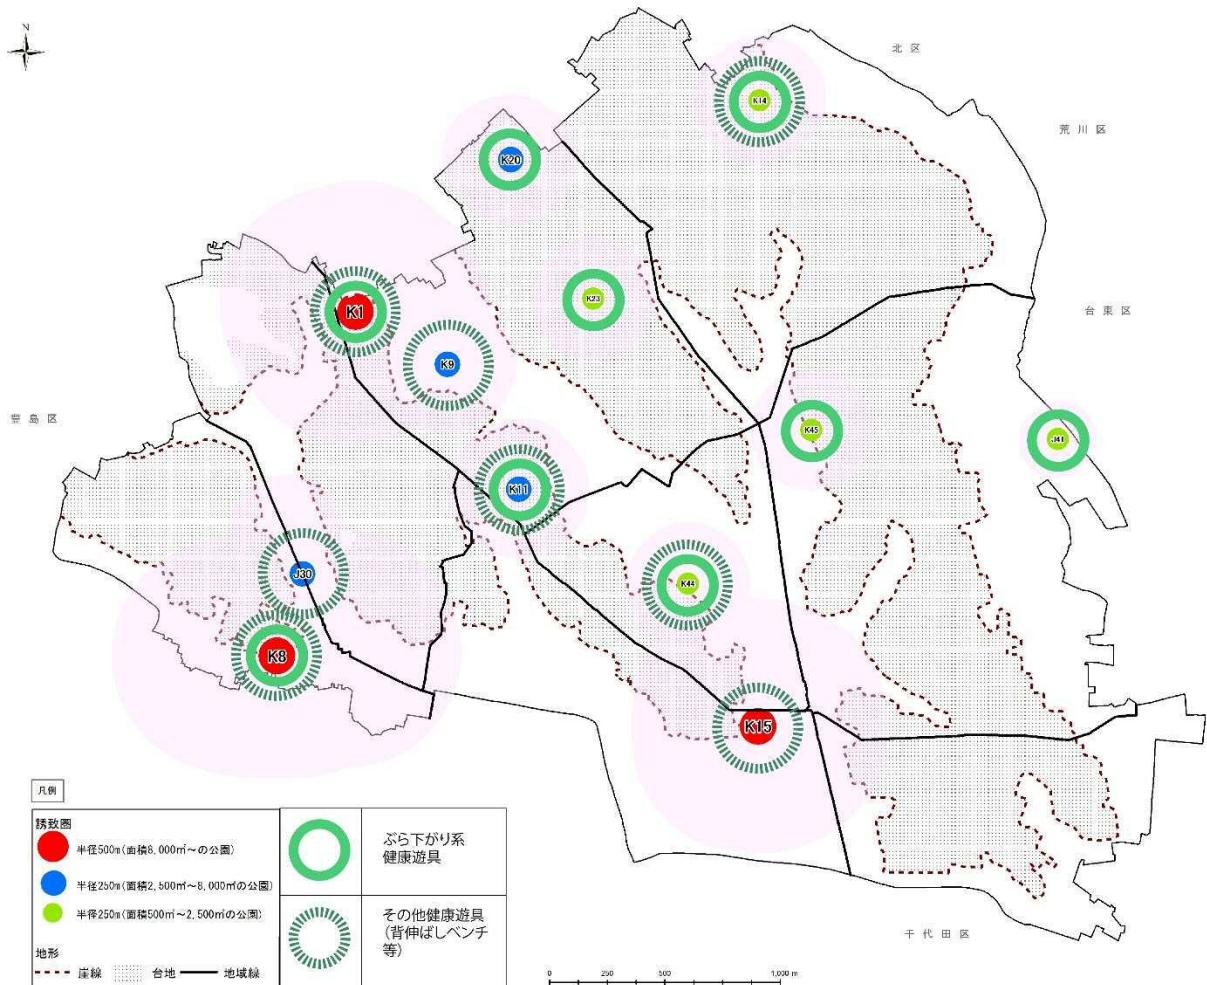 N
北区
荒川区
K14
K20
K23
台東区
K1
K9
豊島区
K45
J41
K11
J30
K44
K8
K15
凡例
誘致圏
半径500m(面積8,000㎡～の公園)
半径250m(面積2,500㎡～8,000㎡の公園)
半径250m(面積500㎡～2,500㎡の公園)
地形
崖線
台地
地域線
ぶら下がり系
健康遊具
その他健康遊具
(背伸ばしベンチ
等)
千代田区
0 250 500 1,000 m